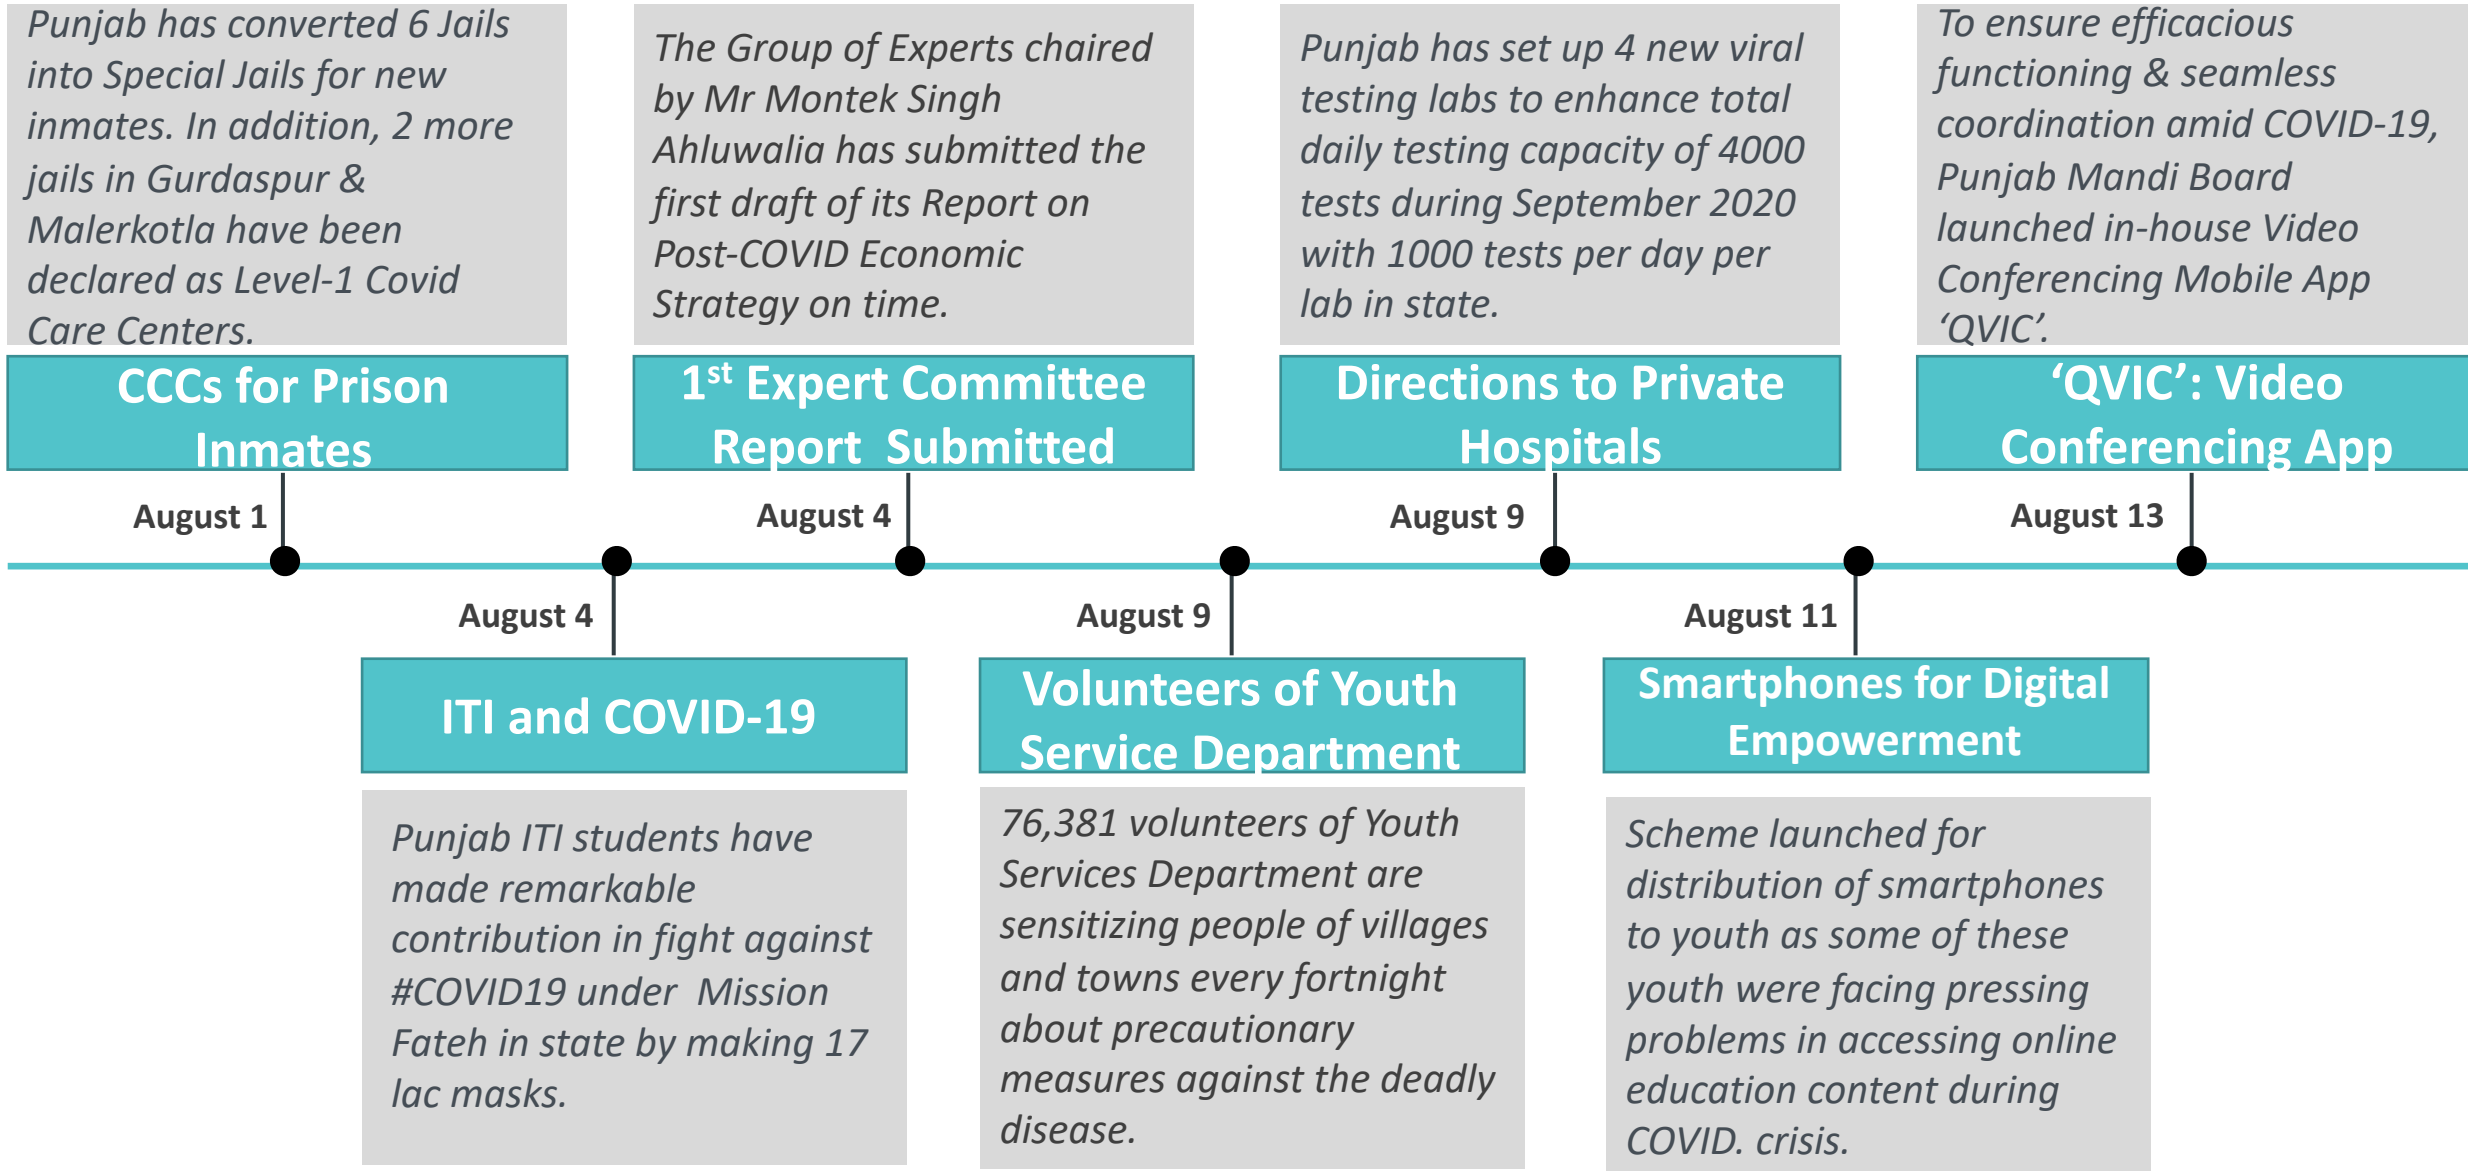 Punjab has converted 6 Jails
into Special Jails for new
inmates. In addition, 2 more
jails in Gurdaspur &
Malerkotla have been
declared as Level-1 Covid
Care Centers.
CCCs for Prison
Inmates
August 1
August 4
ITI and COVID-19
Punjab ITI students have
made remarkable
contribution in fight against
#COVID19 under  Mission
Fateh in state by making 17
lac masks.
The Group of Experts chaired
by Mr Montek Singh
Ahluwalia has submitted the
first draft of its Report on
Post-COVID Economic
Strategy on time.
1st Expert Committee
Report  Submitted
August 4
August 9
Volunteers of Youth
Service Department
76,381 volunteers of Youth
Services Department are
sensitizing people of villages
and towns every fortnight
about precautionary
measures against the deadly
disease.
Punjab has set up 4 new viral
testing labs to enhance total
daily testing capacity of 4000
tests during September 2020
with 1000 tests per day per
lab in state.
Directions to Private
Hospitals
August 9
August 11
Smartphones for Digital
Empowerment
Scheme launched for
distribution of smartphones
to youth as some of these
youth were facing pressing
problems in accessing online
education content during
COVID. crisis.
To ensure efficacious
functioning & seamless
coordination amid COVID-19,
Punjab Mandi Board
launched in-house Video
Conferencing Mobile App
‘QVIC’.
‘QVIC’: Video
Conferencing App
August 13